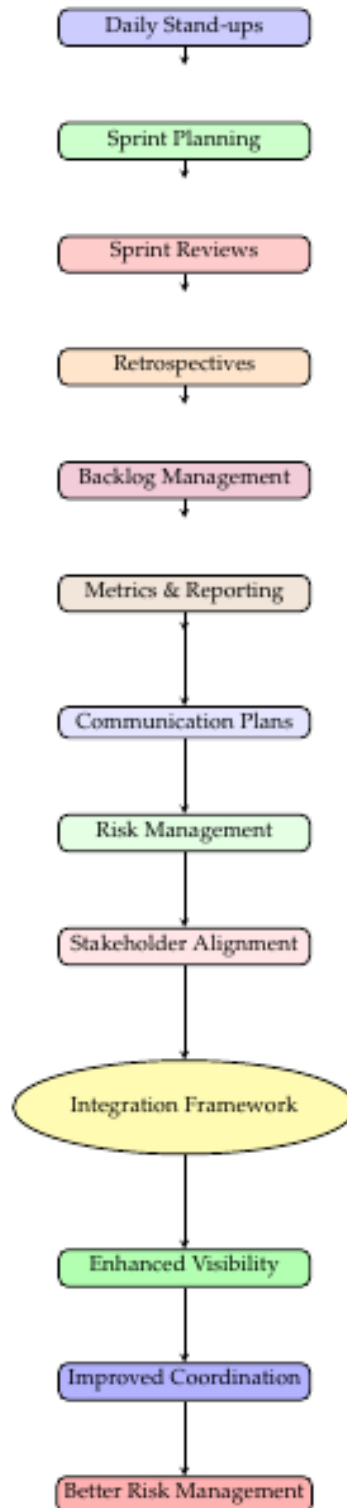 Daily Stand-ups
Sprint Planning
Sprint Reviews
Retrospectives
Backlog Management
Metrics & Reporting
Communication Plans
Risk Management
Stakeholder Alignment
Integration Framework
Enhanced Visibility
Improved Coordination
Better Risk Management